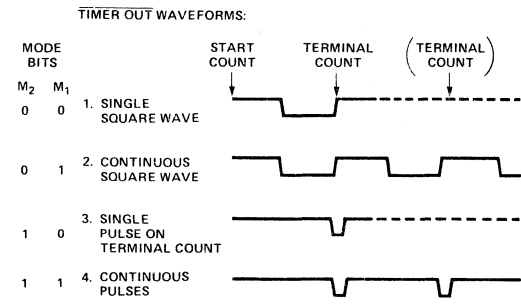 TIMER OUT WAVEFORMS:
MODE BITS
START COUNT
TERMINAL COUNT
(TERMINAL COUNT)
M2 M1
0 0 1. SINGLE SQUARE WAVE
0 1 2. CONTINUOUS SQUARE WAVE
1 0 3. SINGLE PULSE ON TERMINAL COUNT
1 1 4. CONTINUOUS PULSES